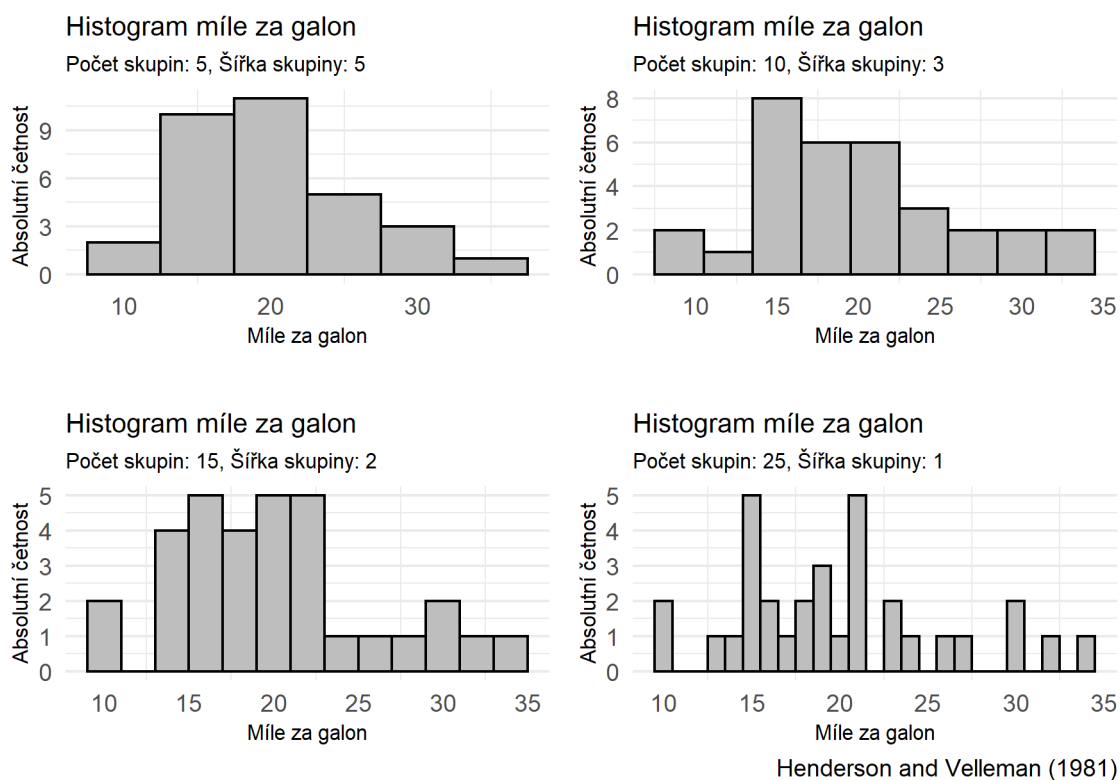 Histogram míle za galon
Počet skupin: 5, Šířka skupiny: 5
Absolutní četnost
9
6
3
0
10 20 30
Míle za galon
Histogram míle za galon
Počet skupin: 10, Šířka skupiny: 3
Absolutní četnost
8
6
4
2
0
10 15 20 25 30 35
Míle za galon
Histogram míle za galon
Počet skupin: 15, Šířka skupiny: 2
Absolutní četnost
5
4
3
2
1
0
10 15 20 25 30 35
Míle za galon
Histogram míle za galon
Počet skupin: 25, Šířka skupiny: 1
Absolutní četnost
5
4
3
2
1
0
10 15 20 25 30 35
Míle za galon
Henderson and Velleman (1981)